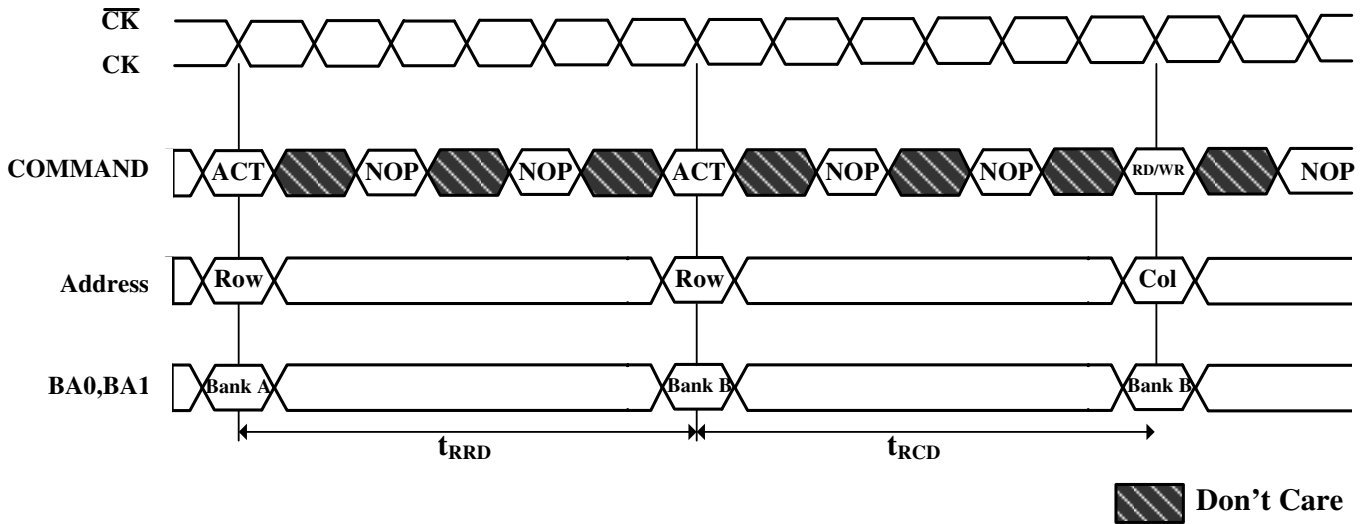 CK
CK
COMMAND ACT NOP NOP ACT NOP NOP RD/WR NOP
Address Row Row Col
BA0,BA1 Bank A Bank B Bank B
tRRD tRCD
Don't Care